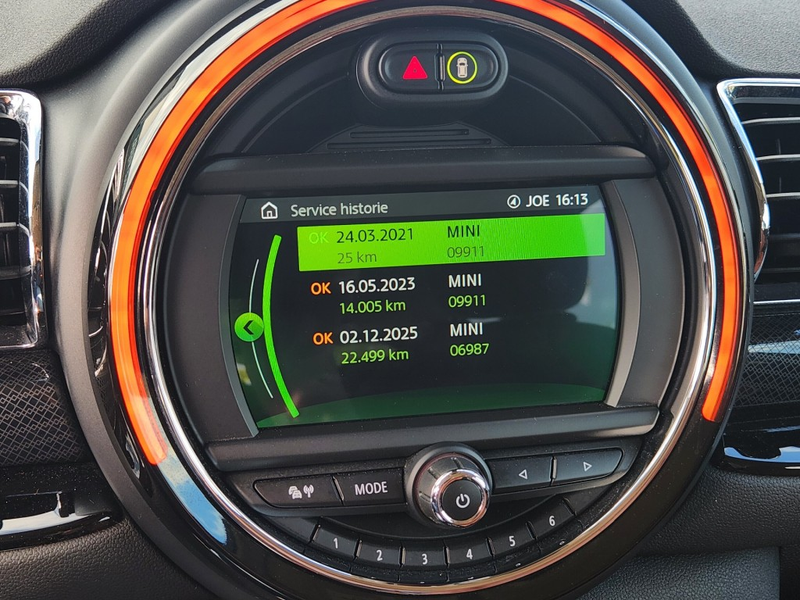 Service historie JOE 16:13
OK 24.03.2021 MINI
25 km 09911
OK 16.05.2023 MINI
14.005 km 09911
OK 02.12.2025 MINI
22.499 km 06987
MODE
1 2 3 4 5 6